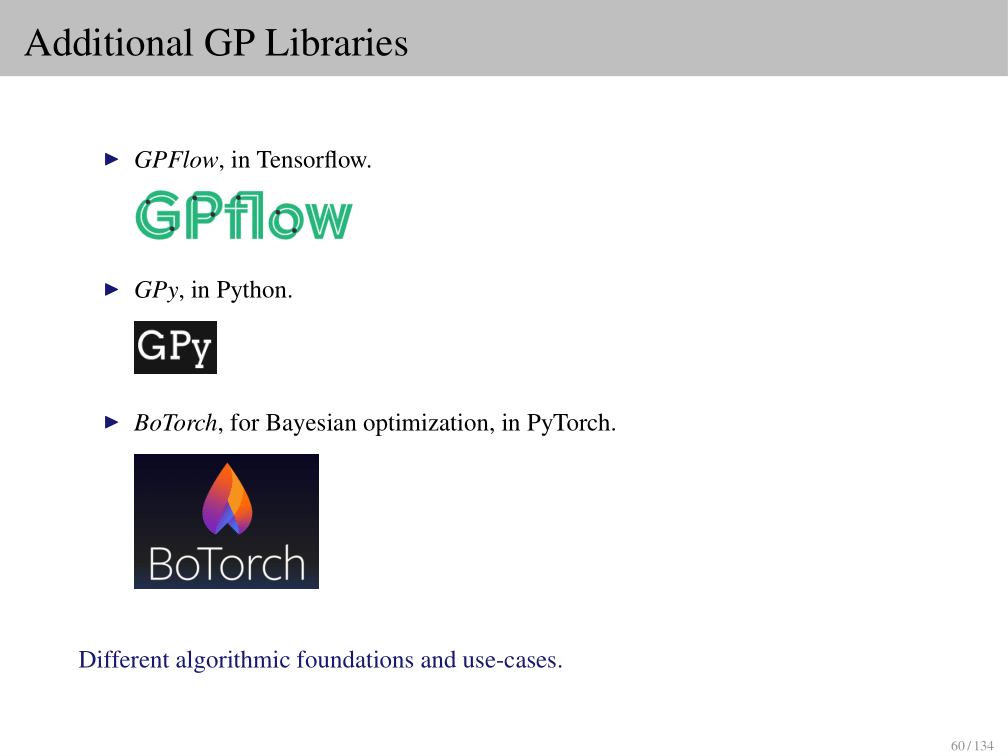 Additional GP Libraries
▶ GPFlow, in Tensorflow.
GPflow
▶ GPy, in Python.
GPy
▶ BoTorch, for Bayesian optimization, in PyTorch.
BoTorch
Different algorithmic foundations and use-cases.
60 / 134